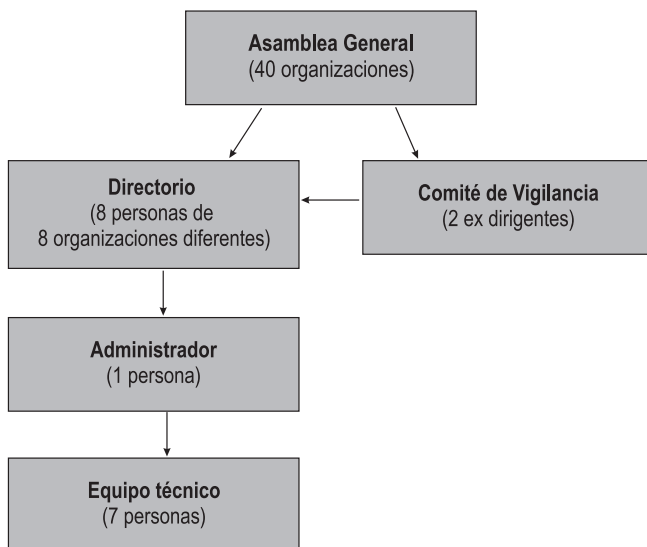 Asamblea General
(40 organizaciones)
Directorio
(8 personas de
8 organizaciones diferentes)
Comité de Vigilancia
(2 ex dirigentes)
Administrador
(1 persona)
Equipo técnico
(7 personas)